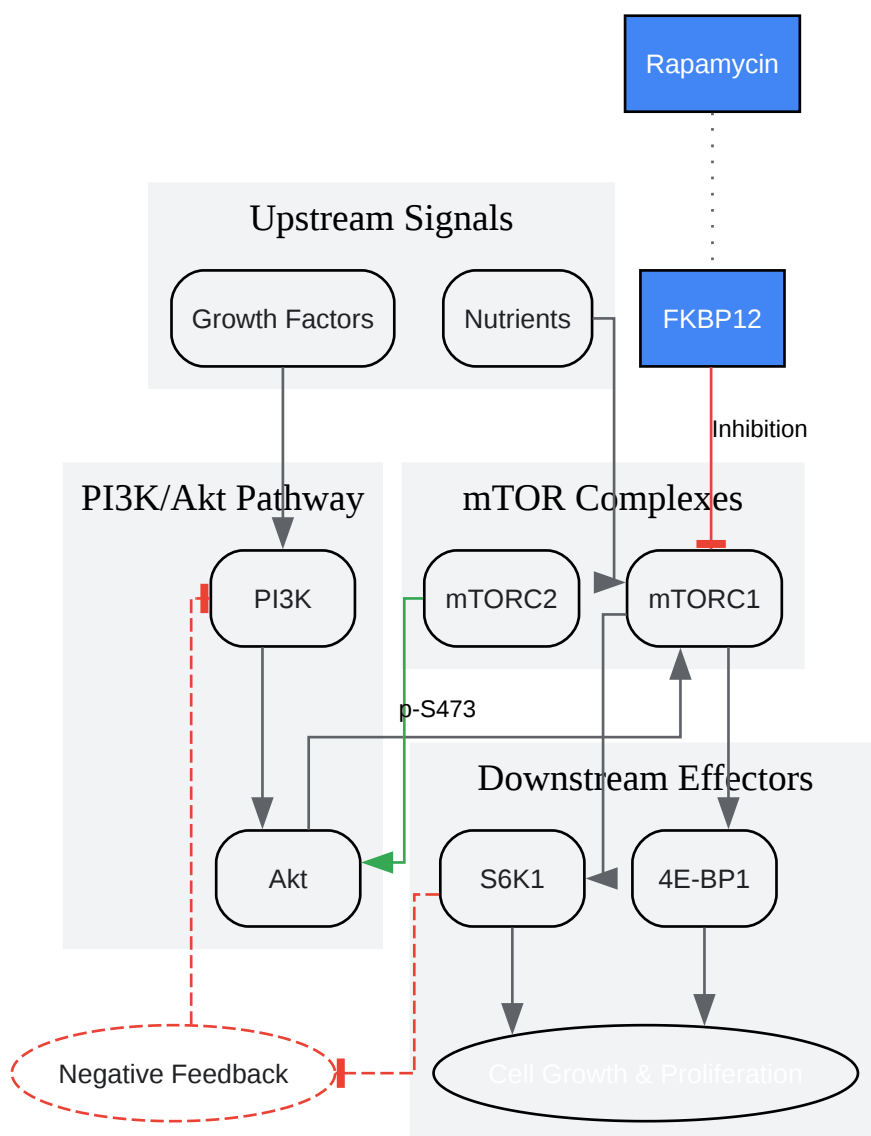 Rapamycin
Upstream Signals
Growth Factors
Nutrients
FKBP12
Inhibition
PI3K/Akt Pathway
mTOR Complexes
PI3K
mTORC2
mTORC1
p-S473
Downstream Effectors
Akt
S6K1
4E-BP1
Negative Feedback
Cell Growth & Proliferation